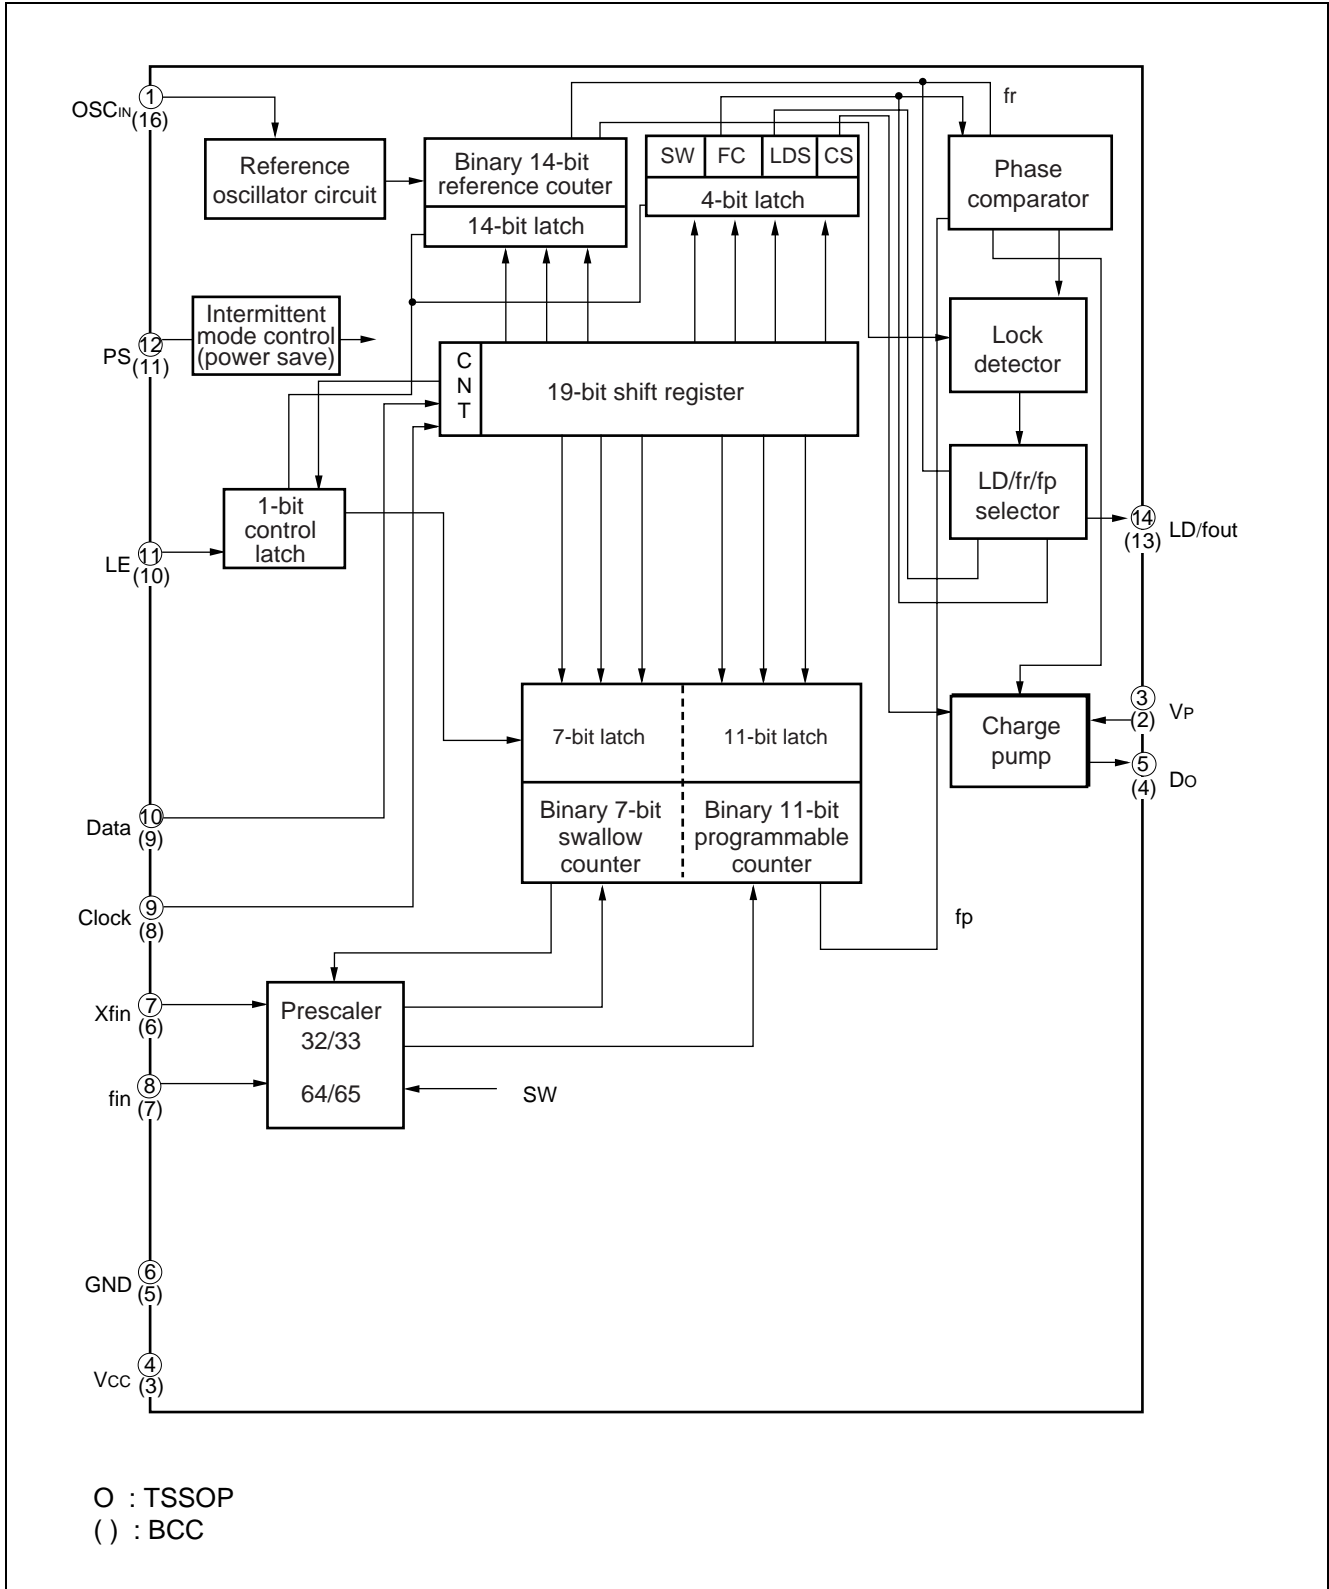 OSCIN
1
(16)
Reference
oscillator circuit
Binary 14-bit
reference couter
14-bit latch
SW
FC
LDS
CS
4-bit latch
fr
Phase
comparator
PS
12
(11)
Intermittent
mode control
(power save)
C
N
T
19-bit shift register
Lock
detector
LD/fr/fp
selector
14
(13)
LD/fout
LE
11
(10)
1-bit
control
latch
7-bit latch
11-bit latch
Binary 7-bit
swallow
counter
Binary 11-bit
programmable
counter
Charge
pump
3
(2)
VP
5
(4)
DO
Data
10
(9)
Clock
9
(8)
fp
Xfin
7
(6)
fin
8
(7)
Prescaler
32/33
64/65
SW
GND
6
(5)
VCC
4
(3)
O : TSSOP
( ) : BCC